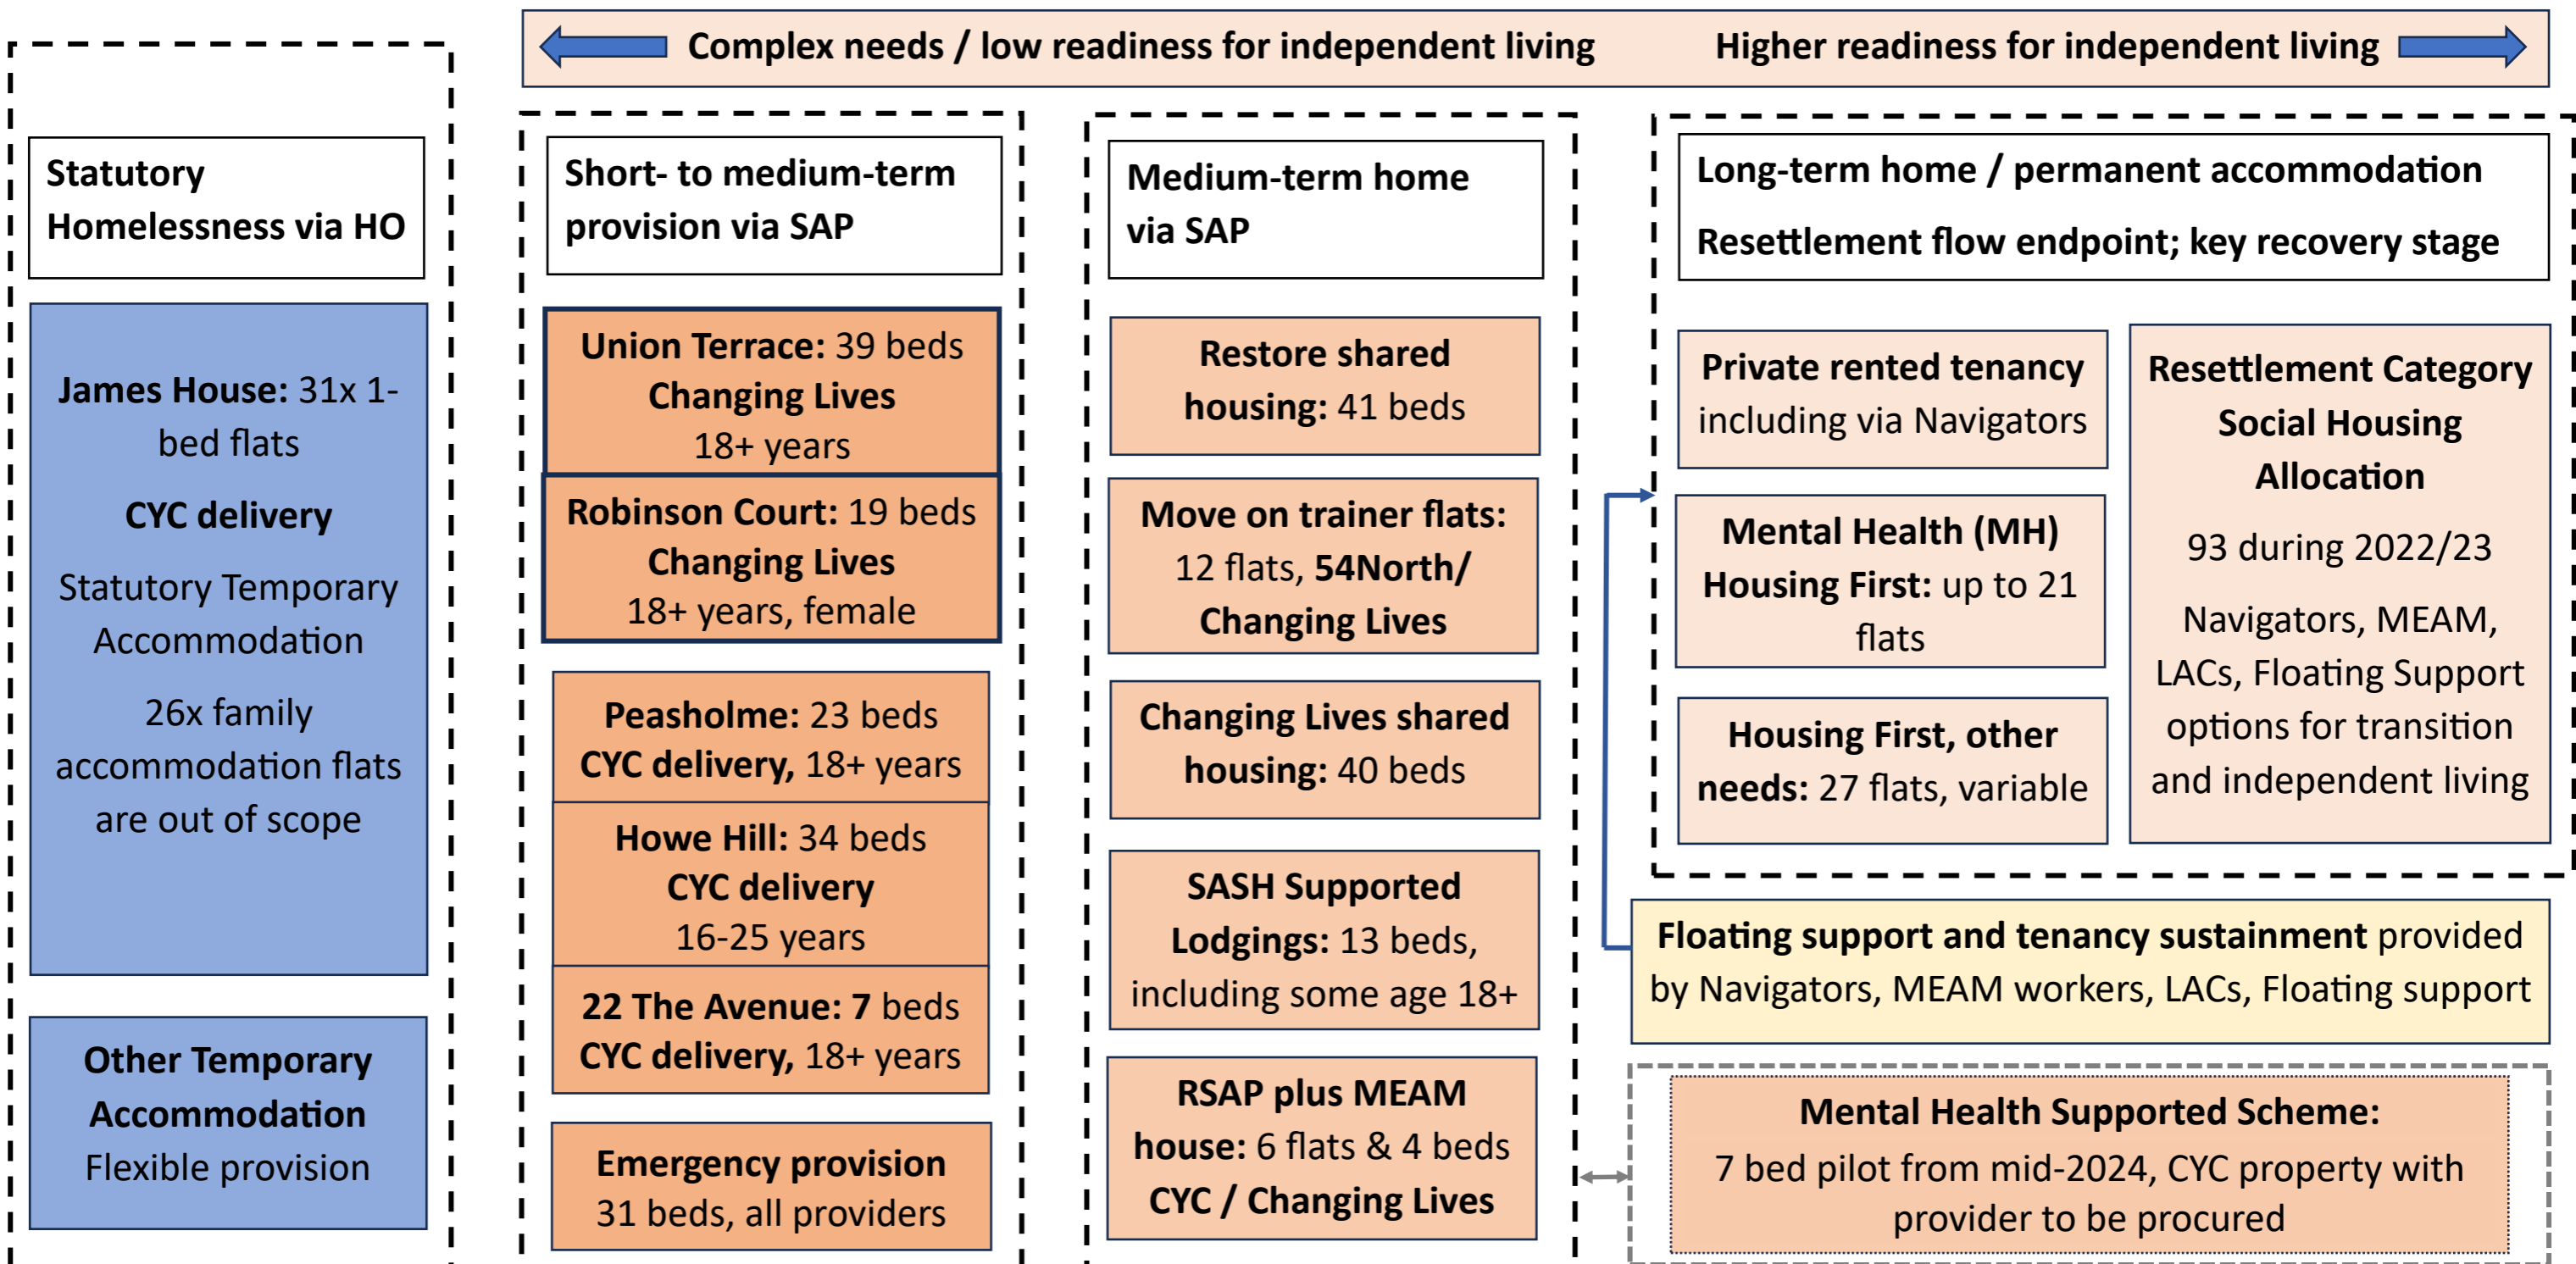 Complex needs / low readiness for independent living
Higher readiness for independent living
Statutory
Homelessness via HO
James House: 31x 1-
bed flats
CYC delivery
Statutory Temporary
Accommodation
26x family
accommodation flats
are out of scope
Other Temporary
Accommodation
Flexible provision
Short- to medium-term
provision via SAP
Union Terrace: 39 beds
Changing Lives
18+ years
Robinson Court: 19 beds
Changing Lives
18+ years, female
Peasholme: 23 beds
CYC delivery, 18+ years
Howe Hill: 34 beds
CYC delivery
16-25 years
22 The Avenue: 7 beds
CYC delivery, 18+ years
Emergency provision
31 beds, all providers
Medium-term home
via SAP
Restore shared
housing: 41 beds
Move on trainer flats:
12 flats, 54North/
Changing Lives
Changing Lives shared
housing: 40 beds
SASH Supported
Lodgings: 13 beds,
including some age 18+
RSAP plus MEAM
house: 6 flats & 4 beds
CYC / Changing Lives
Long-term home / permanent accommodation
Resettlement flow endpoint; key recovery stage
Private rented tenancy
including via Navigators
Mental Health (MH)
Housing First: up to 21
flats
Housing First, other
needs: 27 flats, variable
Resettlement Category
Social Housing
Allocation
93 during 2022/23
Navigators, MEAM,
LACs, Floating Support
options for transition
and independent living
Floating support and tenancy sustainment provided
by Navigators, MEAM workers, LACs, Floating support
Mental Health Supported Scheme:
7 bed pilot from mid-2024, CYC property with
provider to be procured